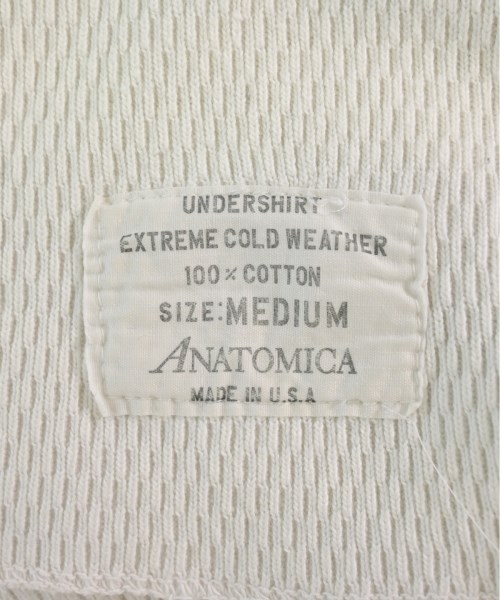 UNDERSHIRT
EXTREME COLD WEATHER
100% COTTON
SIZE: MEDIUM
ANATOMICA
MADE IN U.S.A